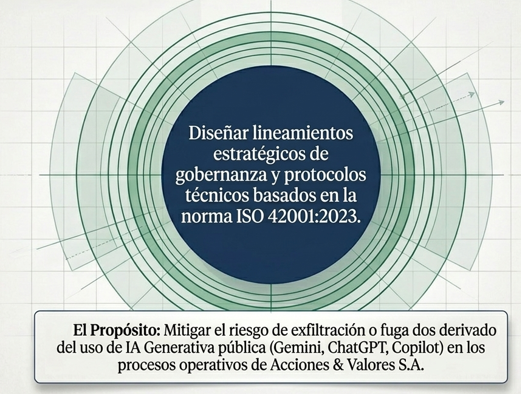 Diseñar lineamientos
estratégicos de
gobernanza y protocolos
técnicos basados en la
norma ISO 42001:2023.
El Propósito: Mitigar el riesgo de exfiltración o fuga dos derivado
del uso de IA Generativa pública (Gemini, ChatGPT, Copilot) en los
procesos operativos de Acciones & Valores S.A.